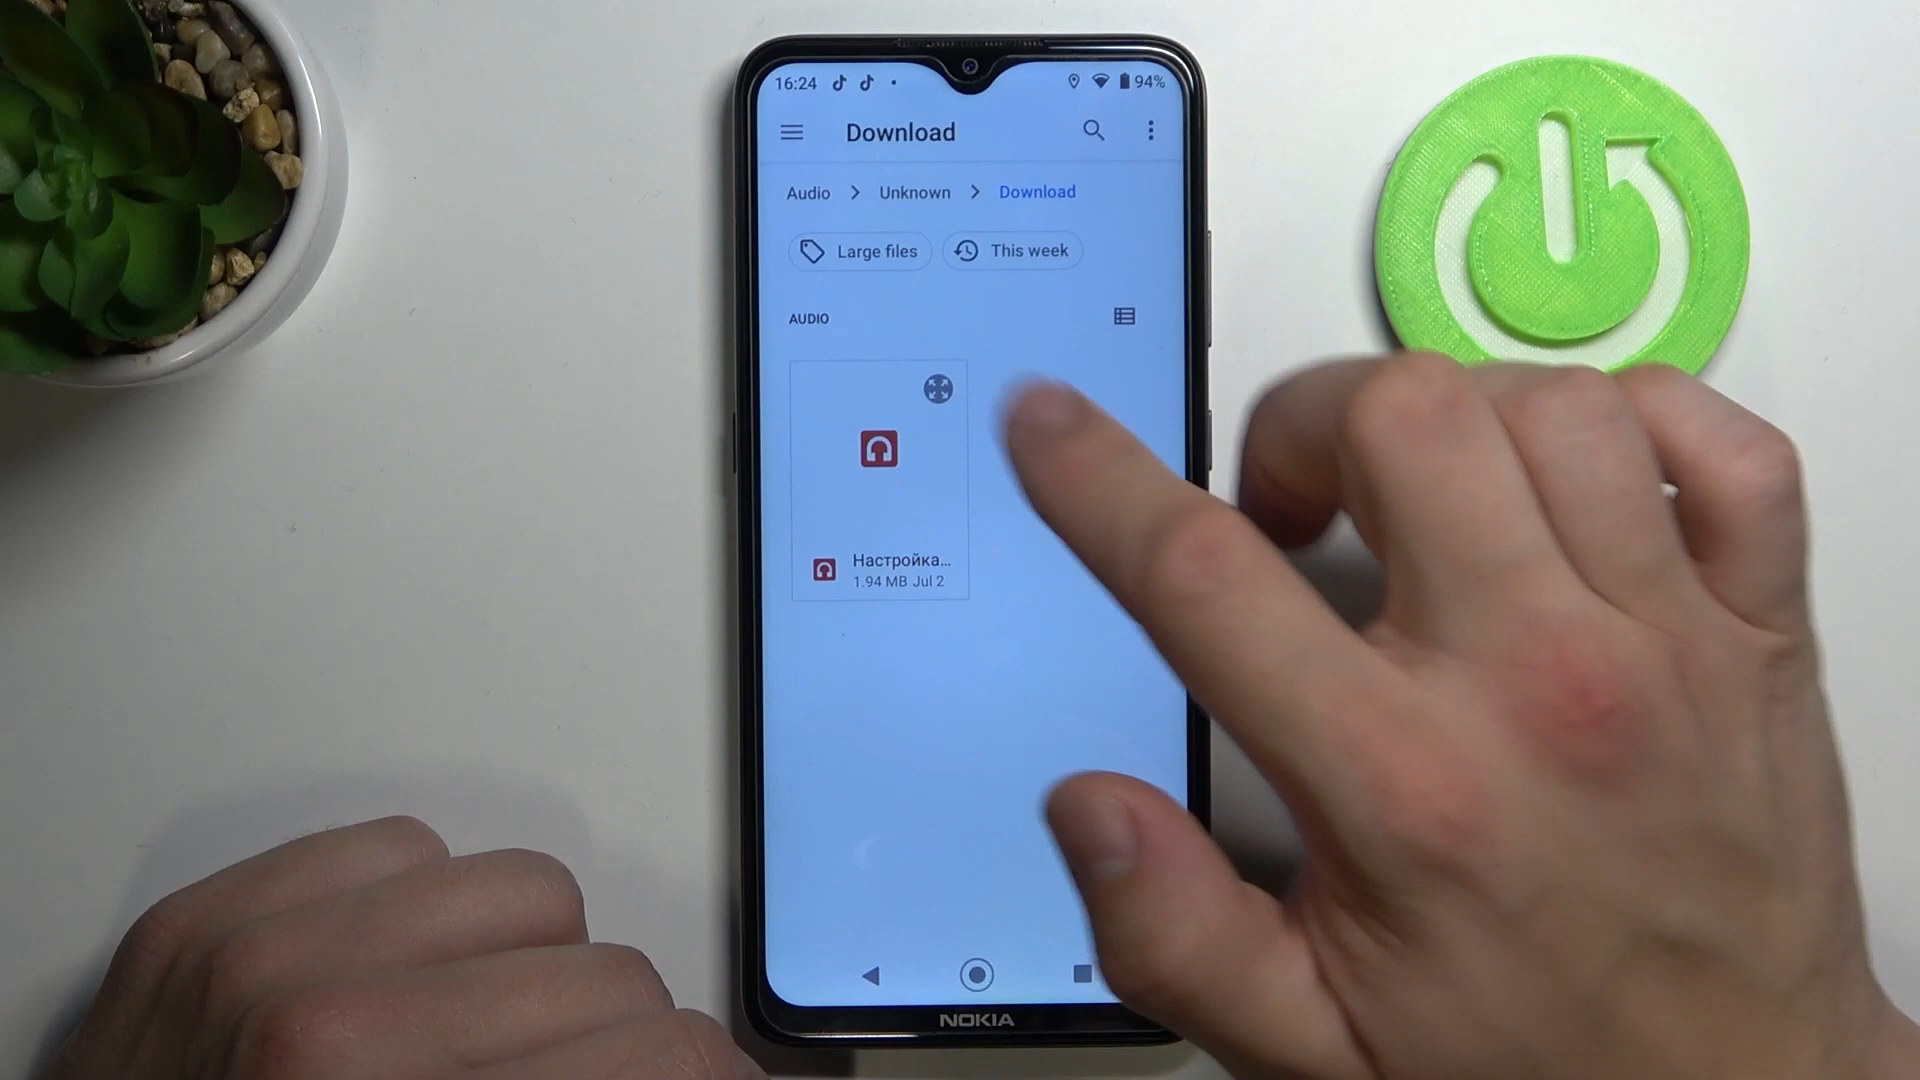 16:24 94%
Download
Audio > Unknown > Download
Large files This week
AUDIO
Настройка...
1.94 MB Jul 2
NOKIA